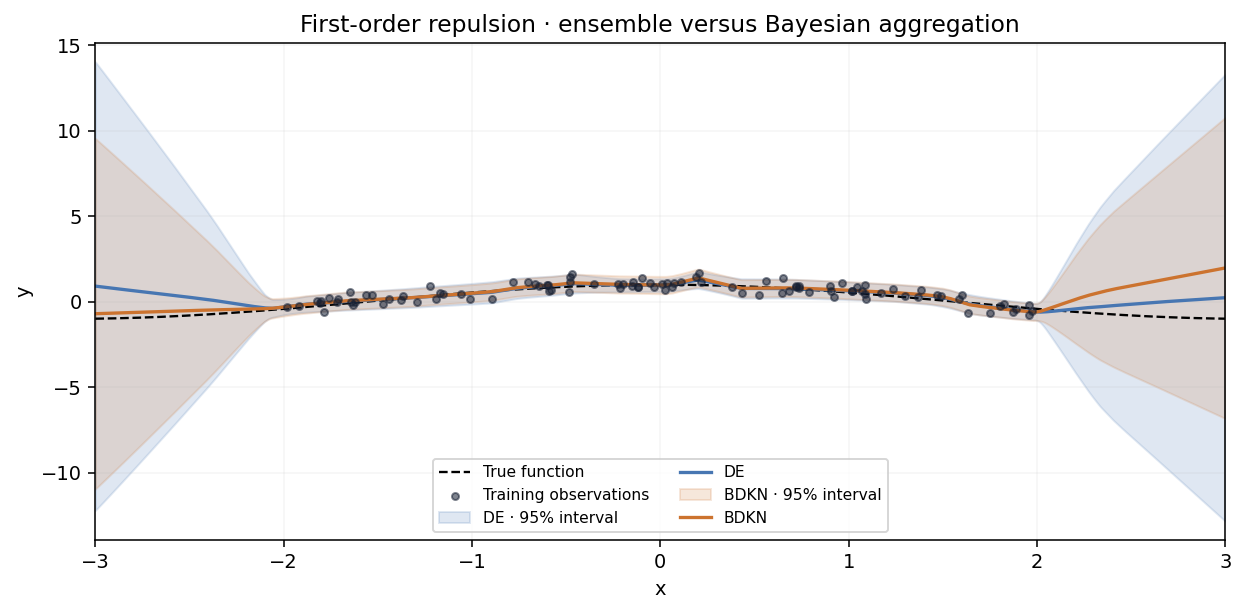 First-order repulsion · ensemble versus Bayesian aggregation
y
15
10
5
0
−5
−10
−3
−2
−1
0
1
2
3
x
True function
Training observations
DE · 95% interval
DE
BDKN · 95% interval
BDKN